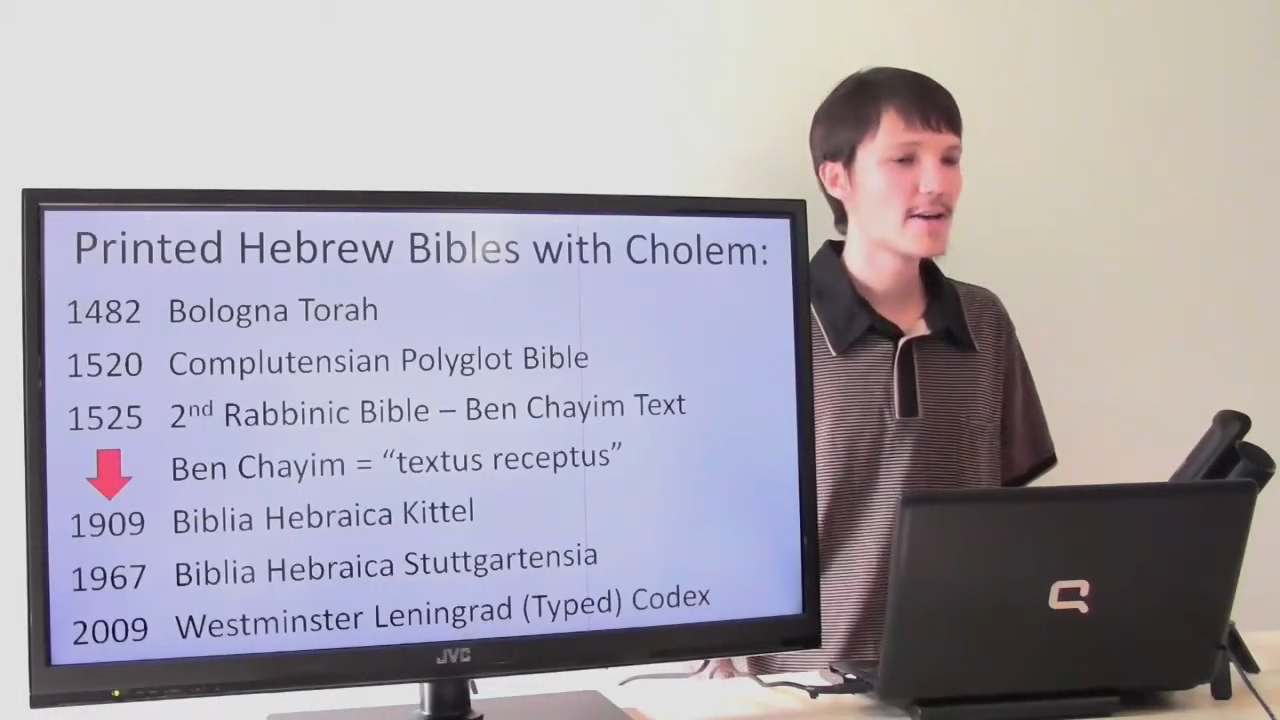 Printed Hebrew Bibles with Cholem:
1482 Bologna Torah
1520 Complutensian Polyglot Bible
1525 2nd Rabbinic Bible – Ben Chayim Text
Ben Chayim = “textus receptus”
1909 Biblia Hebraica Kittel
1967 Biblia Hebraica Stuttgartensia
2009 Westminster Leningrad (Typed) Codex
JVC